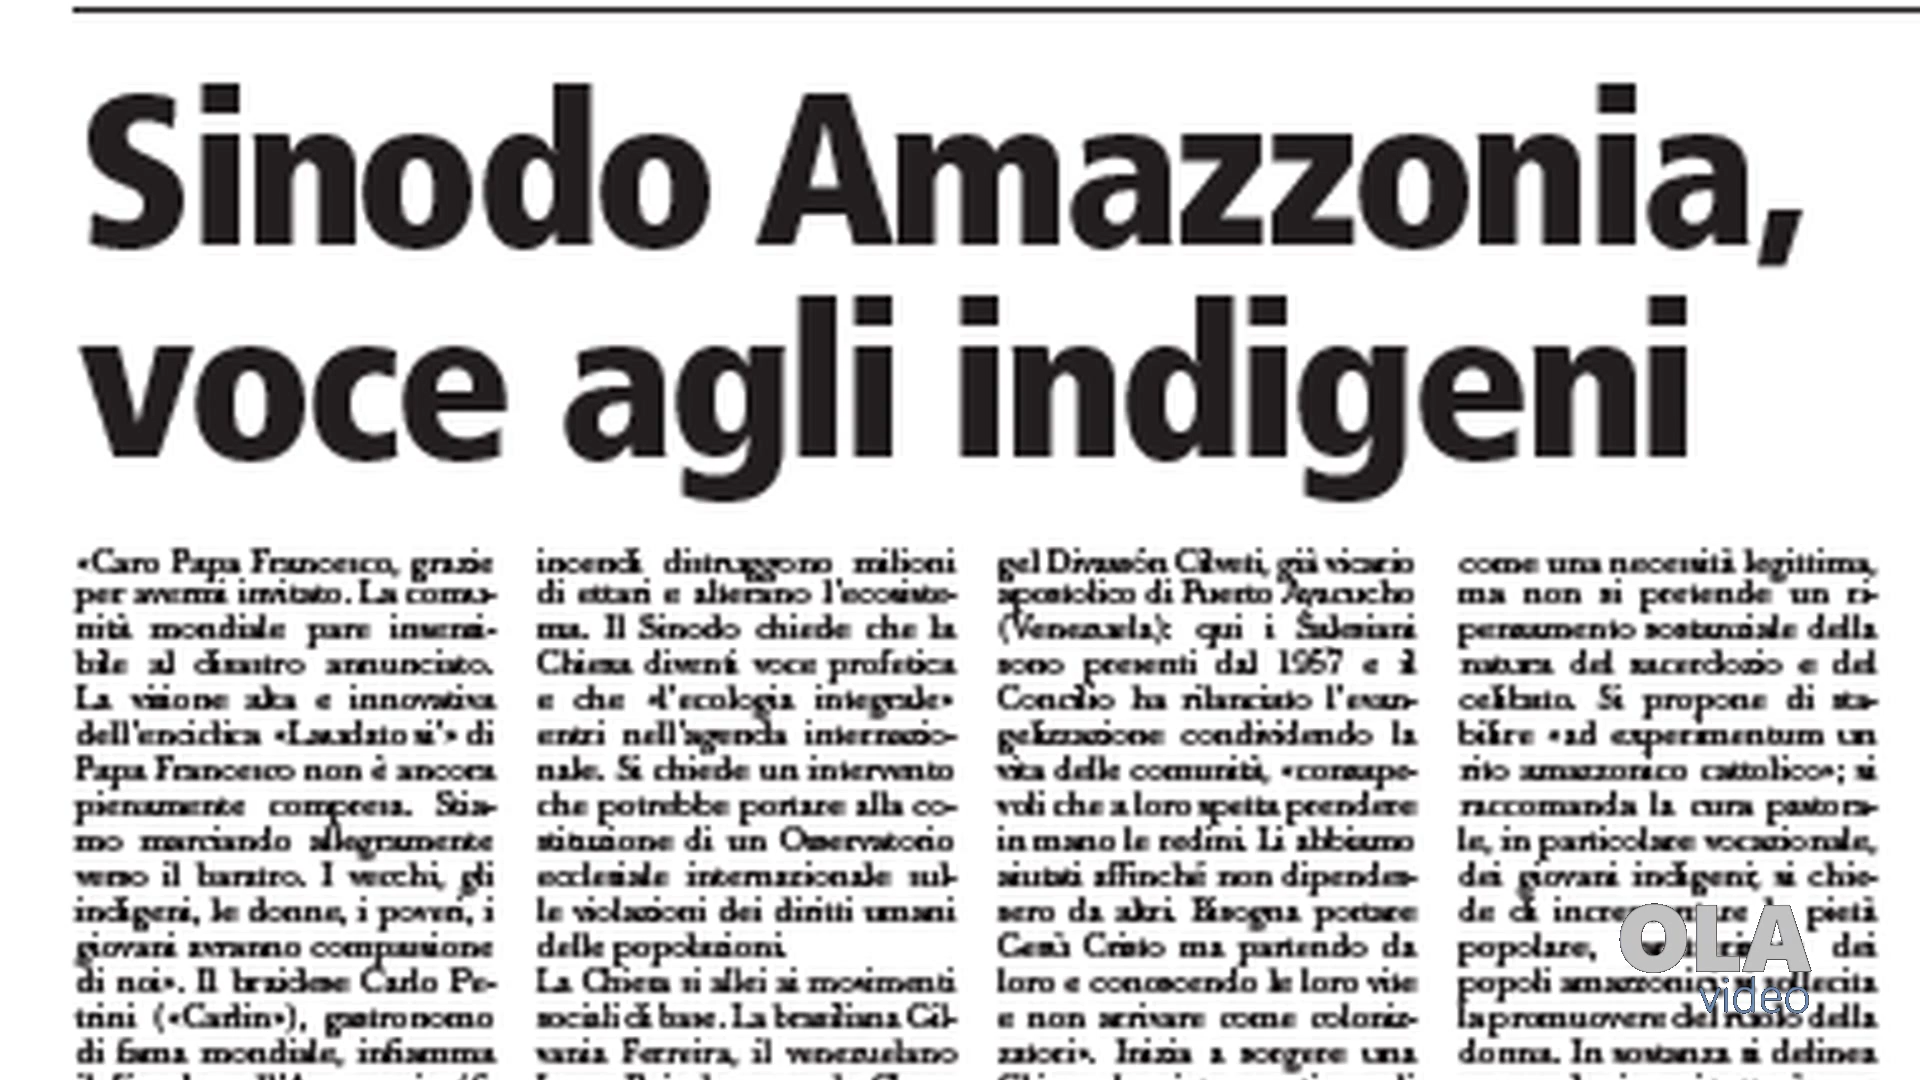 Sinodo Amazzonia,
voce agli indigeni
«Caro Papa Francesco, grazie
per avermi invitato. La comu-
nità mondiale pare insensi-
bile al disastro annunciato.
La visione alta e innovativa
dell'enciclica «Laudato si'» di
Papa Francesco non è ancora
pienamente compresa. Stia-
mo marciando allegramente
verso il baratro. I vecchi, gli
indigeni, le donne, i poveri, i
giovani avranno compassione
di noi». Il braidese Carlo Pe-
trini («Carlin»), gastronomo
di fama mondiale, infiamma
incendi distruggono milioni
di ettari e alterano l'ecosiste-
ma. Il Sinodo chiede che la
Chiesa diventi voce profetica
e che «l'ecologia integrale»
entri nell'agenda internazio-
nale. Si chiede un intervento
che potrebbe portare alla co-
stituzione di un Osservatorio
ecclesiale internazionale sul-
le violazioni dei diritti umani
delle popolazioni.
La Chiesa si allei ai movimenti
sociali di base. La brasiliana Gil-
vania Ferreira, il venezuelano
gel Divassón Cilveti, già vicario
apostolico di Puerto Ayacucho
(Venezuela): qui i Salesiani
sono presenti dal 1957 e il
Concilio ha rilanciato l'evan-
gelizzazione condividendo la
vita delle comunità, «consape-
voli che a loro spetta prendere
in mano le redini. Li abbiamo
aiutati affinché non dipendes-
sero da altri. Bisogna portare
Gesù Cristo ma partendo da
loro e conoscendo le loro vite
e non arrivare come coloniz-
zatori». Inizia a sorgere una
come una necessità legittima,
ma non si pretende un ri-
pensamento sostanziale della
natura del sacerdozio e del
celibato. Si propone di sta-
bilire «ad experimentum un
rito amazzonico cattolico»; si
raccomanda la cura pastora-
le, in particolare vocazionale,
dei giovani indigeni; si chie-
de di incrementare la pietà
popolare, dei
popoli amazzonici
la promuovere del ruolo della
donna. In sostanza si delinea
OLA
video